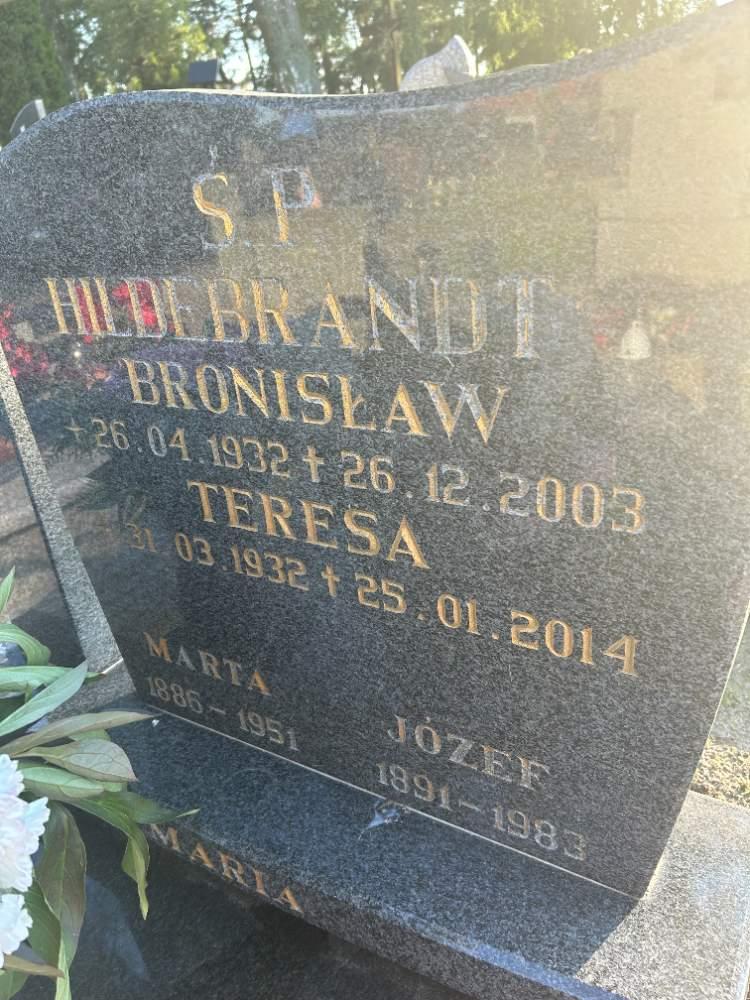 Ś.P.
HILDEBRANDT
BRONISŁAW
+26.04.1932 † 26.12.2003
TERESA
31.03.1932 † 25.01.2014
MARTA
1886-1951
JÓZEF
1891-1983
MARIA